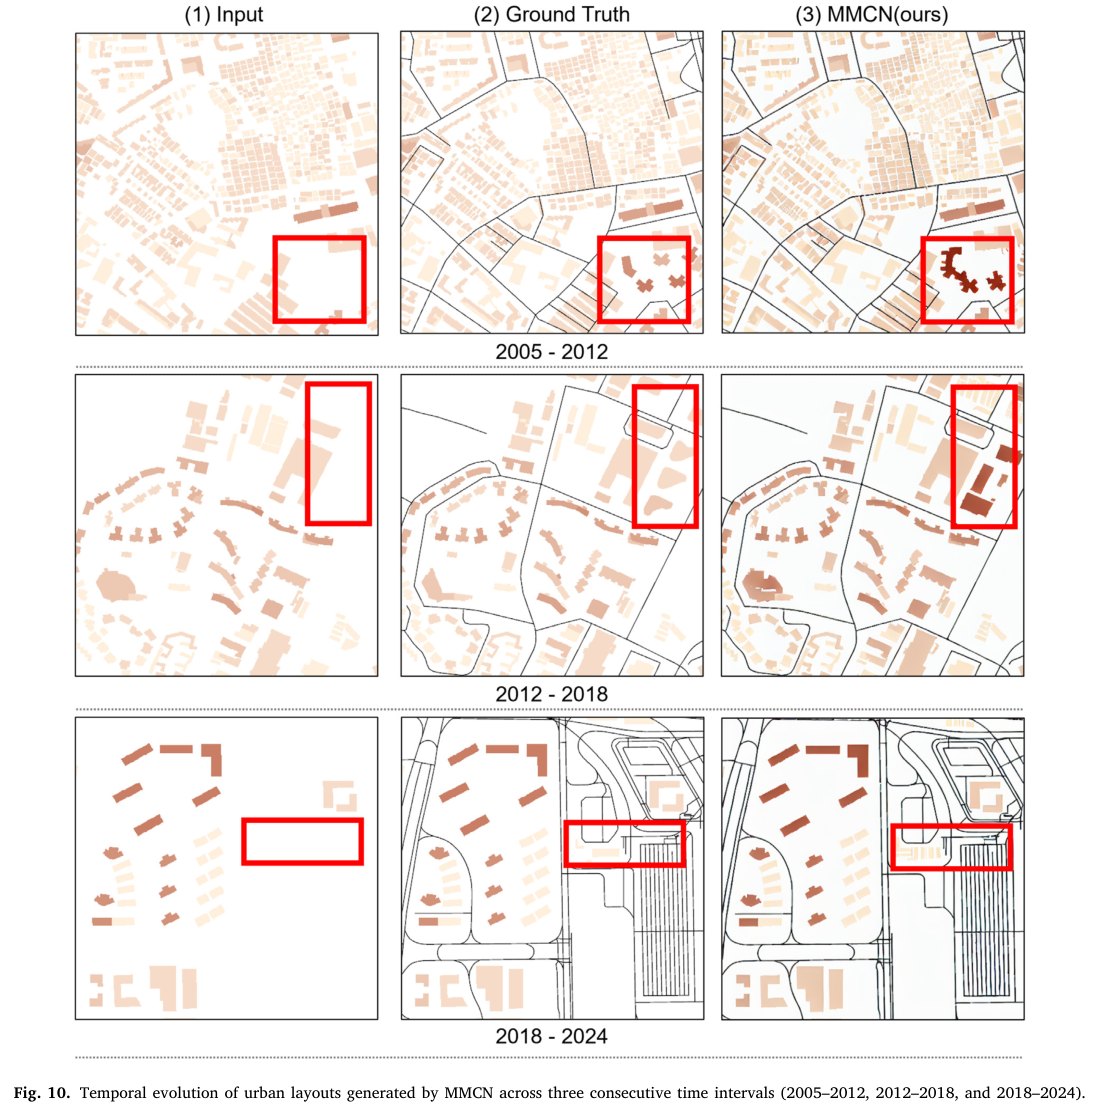 (1) Input
(2) Ground Truth
(3) MMCN(ours)
2005 - 2012
2012 - 2018
2018 - 2024
Fig. 10. Temporal evolution of urban layouts generated by MMCN across three consecutive time intervals (2005–2012, 2012–2018, and 2018–2024).